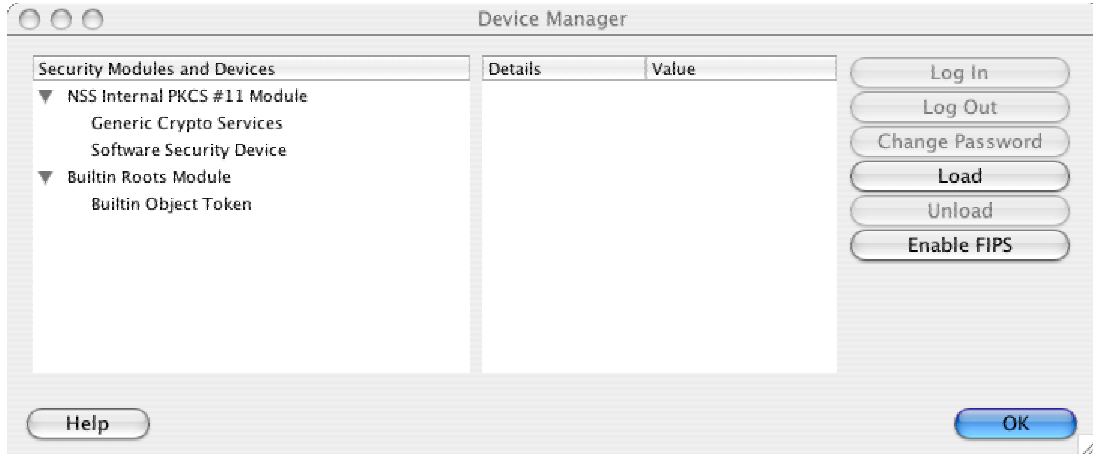 Device Manager
Security Modules and Devices
NSS Internal PKCS #11 Module
Generic Crypto Services
Software Security Device
Builtin Roots Module
Builtin Object Token
Details Value
Log In
Log Out
Change Password
Load
Unload
Enable FIPS
Help
OK